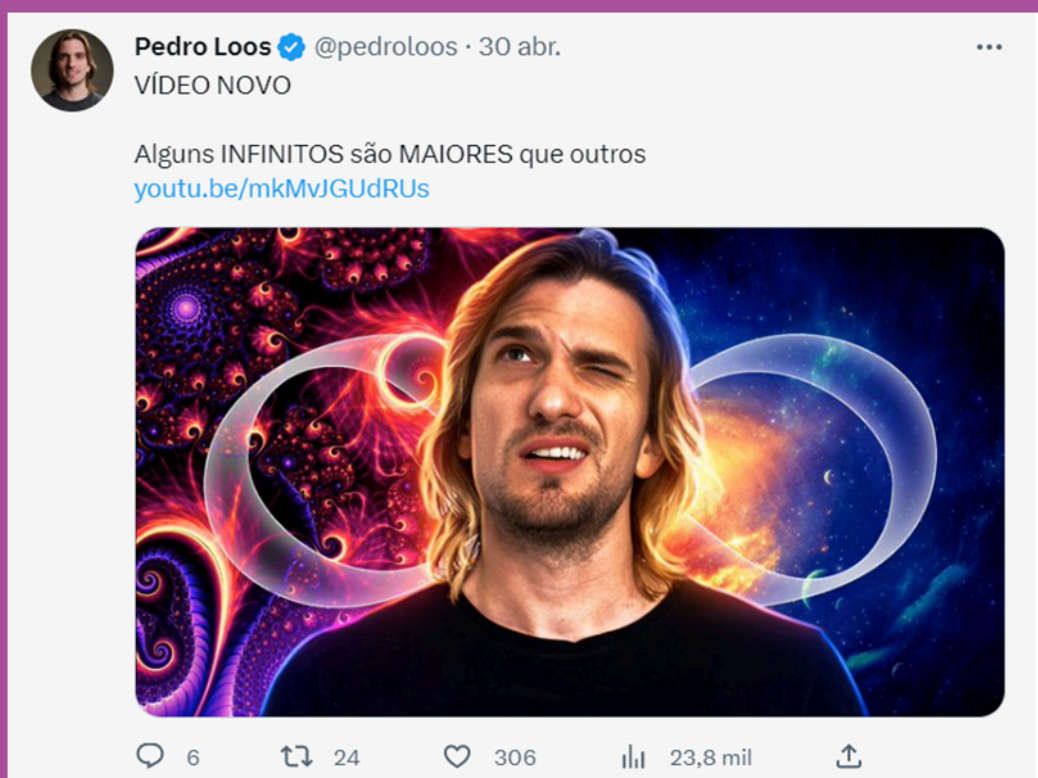 Pedro Loos @pedroloos · 30 abr.
VÍDEO NOVO
Alguns INFINITOS são MAIORES que outros
youtu.be/mkMvJGUdRUs
6 24 306 23,8 mil